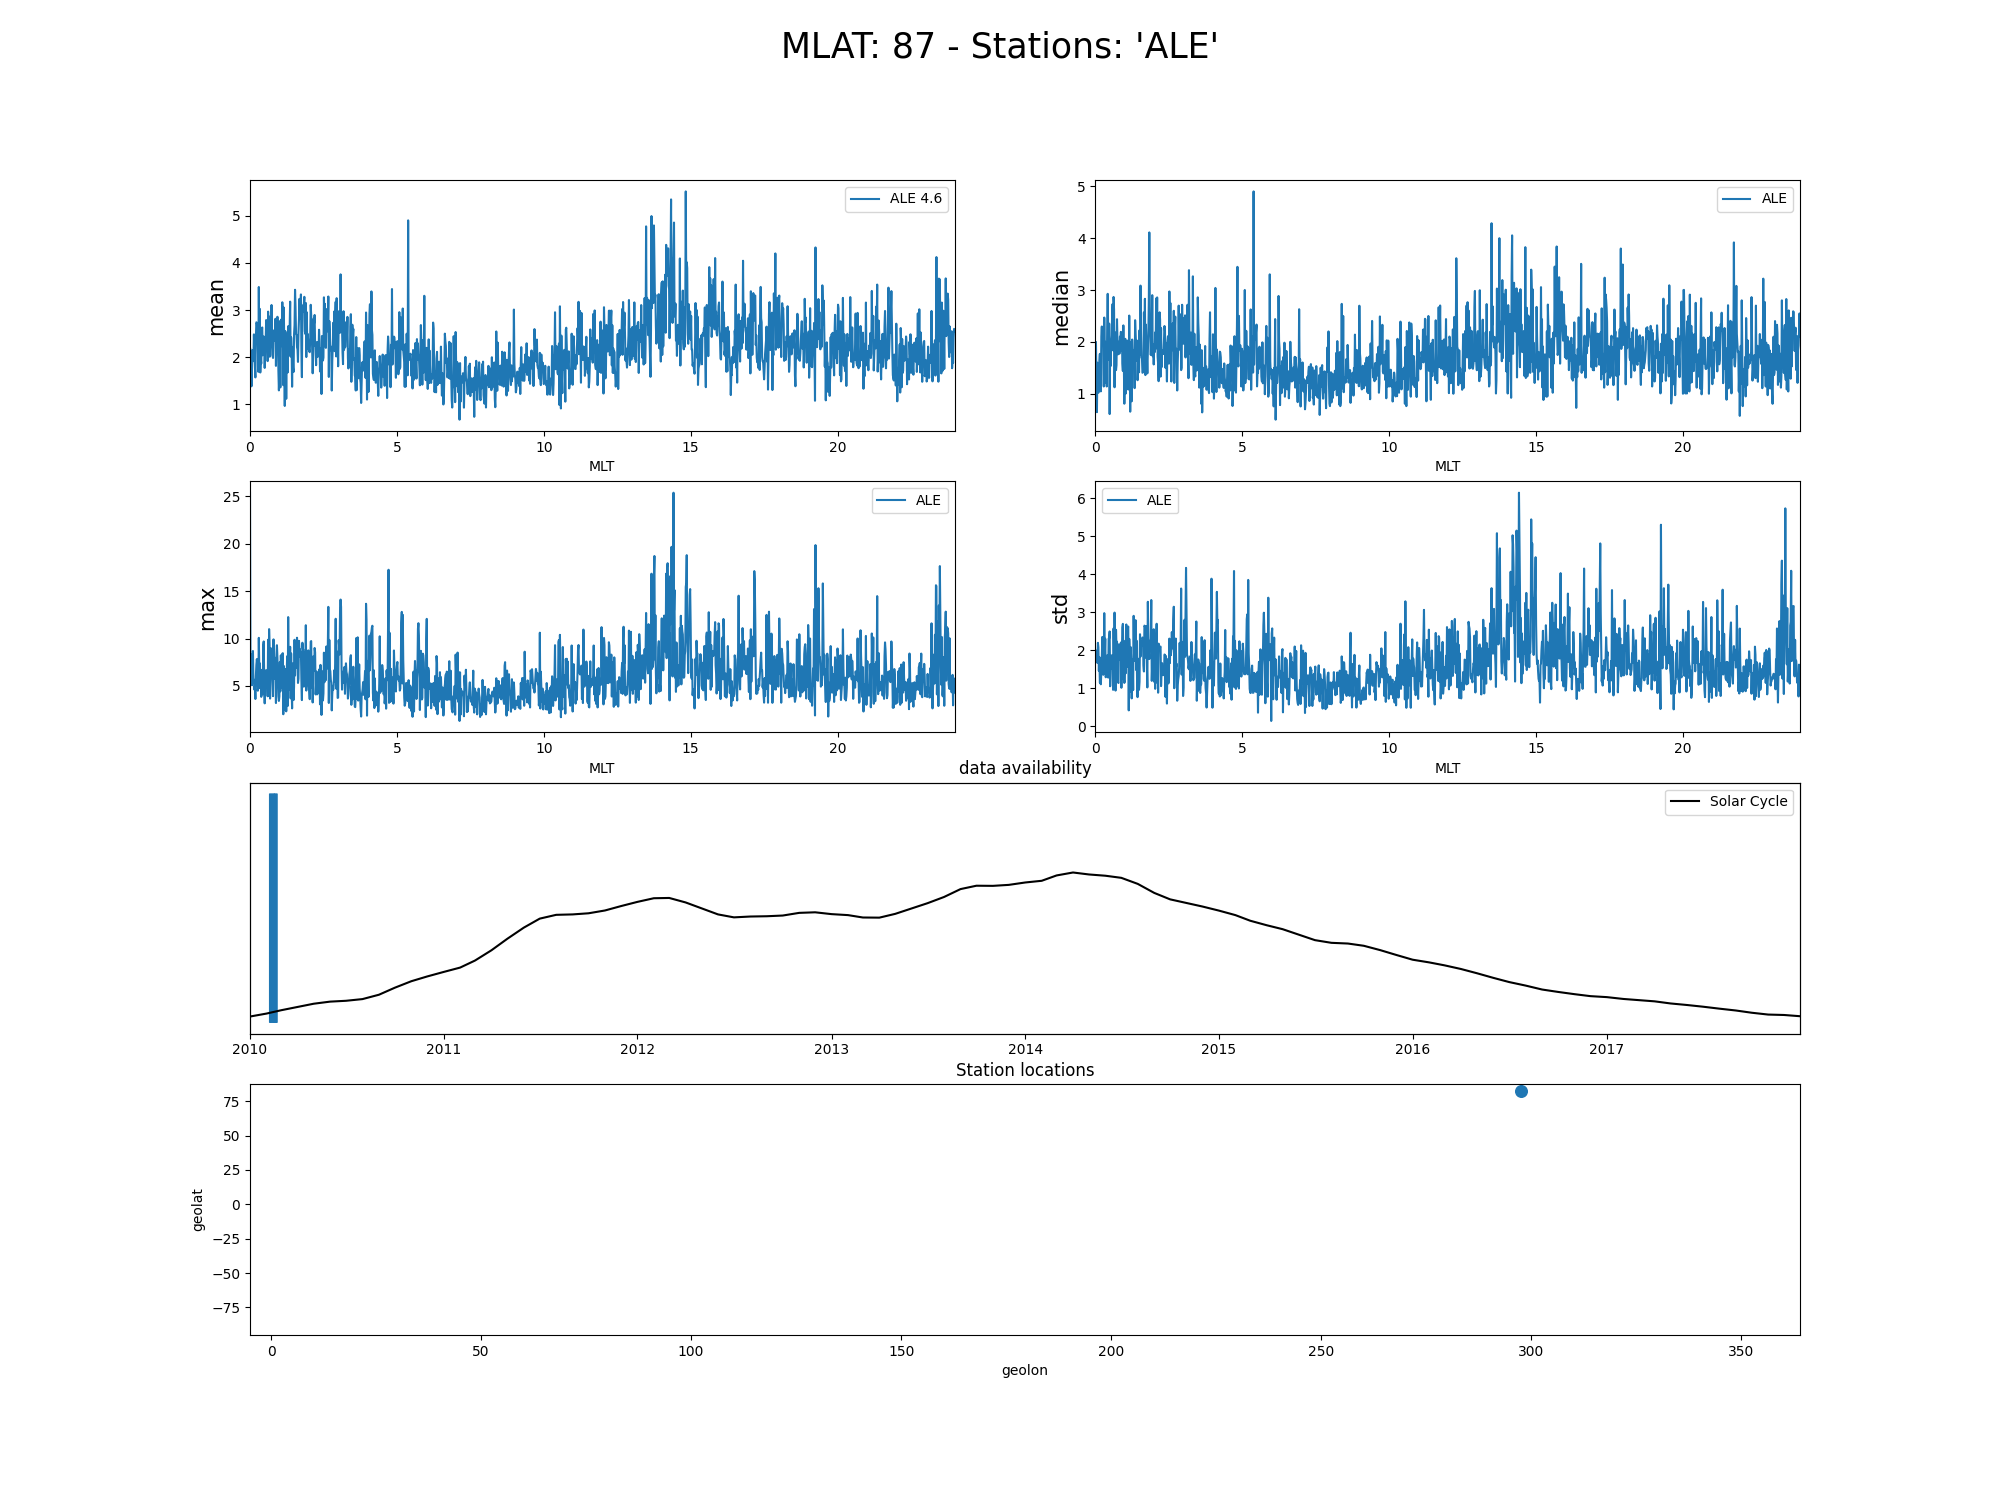 MLAT: 87 - Stations: 'ALE'
mean
5
4
3
2
1
ALE 4.6
0 5 10 15 20
MLT
median
5
4
3
2
1
ALE
0 5 10 15 20
MLT
max
25
20
15
10
5
ALE
0 5 10 15 20
MLT
std
6
5
4
3
2
1
0
ALE
0 5 10 15 20
MLT
data availability
Solar Cycle
2010 2011 2012 2013 2014 2015 2016 2017
Station locations
geolat
75
50
25
0
−25
−50
−75
0 50 100 150 200 250 300 350
geolon